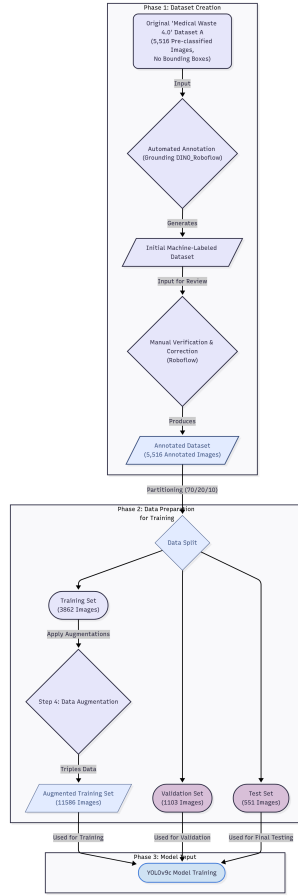 Phase 1: Dataset Creation
Original 'Medical Waste
4.0' Dataset A
(5,516 Pre-classified
Images,
No Bounding Boxes)
Input
Automated Annotation
(Grounding DINO_Roboflow)
Generates
Initial Machine-Labeled
Dataset
Input for Review
Manual Verification &
Correction
(Roboflow)
Produces
Annotated Dataset
(5,516 Annotated Images)
Partitioning (70/20/10)
Phase 2: Data Preparation
for Training
Data Split
Training Set
(3862 Images)
Apply Augmentations
Step 4: Data Augmentation
Triples Data
Augmented Training Set
(11586 Images)
Validation Set
(1103 Images)
Test Set
(551 Images)
Used for Training
Used for Validation
Used for Final Testing
Phase 3: Model Input
YOLOv9c Model Training